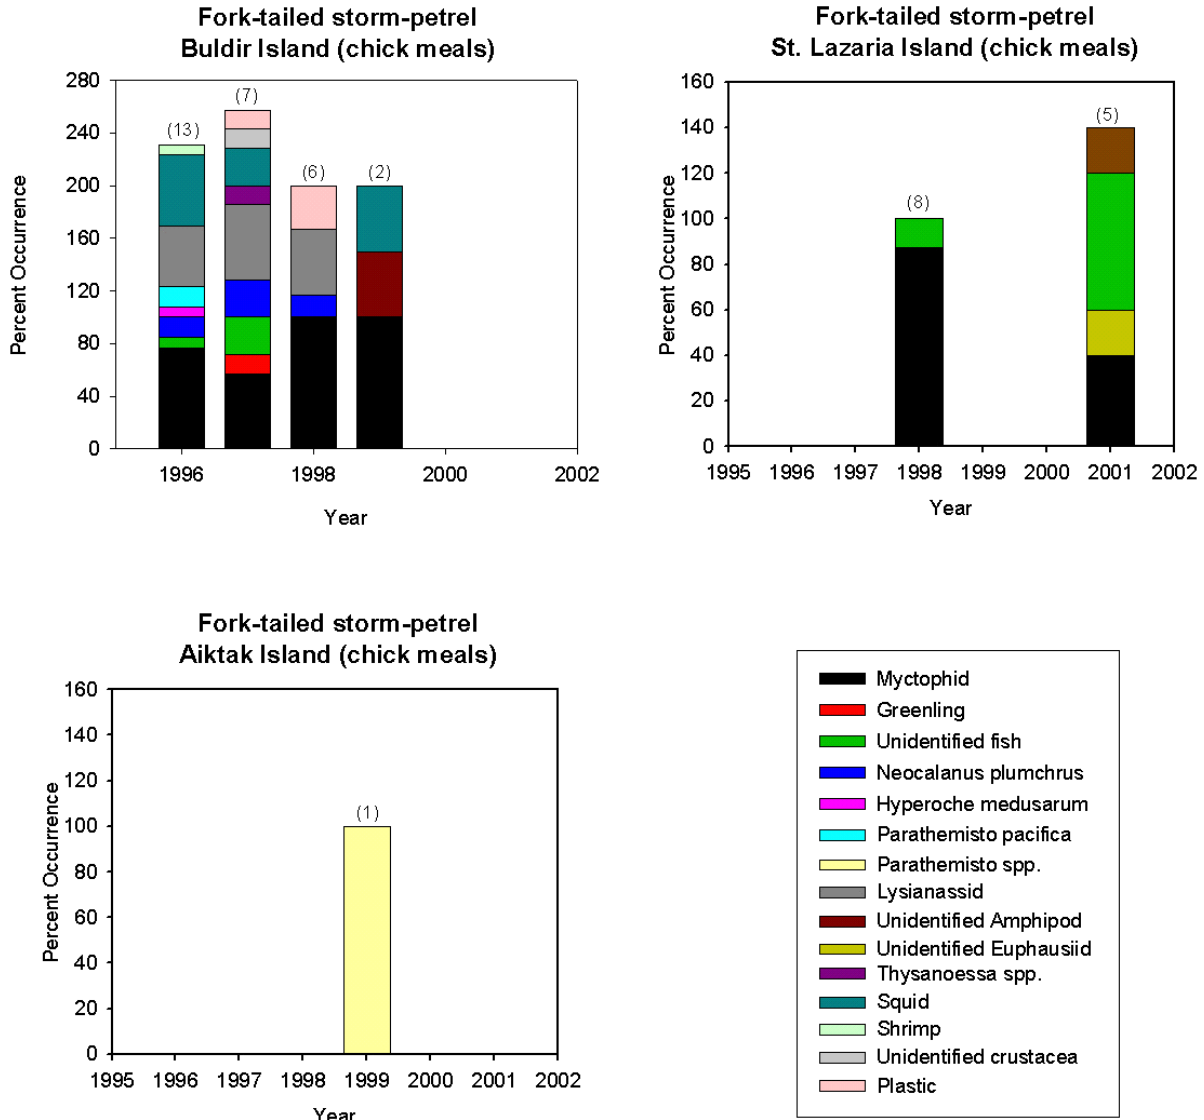 Fork-tailed storm-petrel
Buldir Island (chick meals)
280
240
200
160
120
80
40
0
Percent Occurrence
(13)
(7)
(6)
(2)
1996
1998
2000
2002
Year
Fork-tailed storm-petrel
St. Lazaria Island (chick meals)
160
140
120
100
80
60
40
20
0
Percent Occurrence
(8)
(5)
1995 1996 1997 1998 1999 2000 2001 2002
Year
Fork-tailed storm-petrel
Aiktak Island (chick meals)
160
140
120
100
80
60
40
20
0
Percent Occurrence
(1)
1995 1996 1997 1998 1999 2000 2001 2002
Year
Myctophid
Greenling
Unidentified fish
Neocalanus plumchrus
Hyperoche medusarum
Parathemisto pacifica
Parathemisto spp.
Lysianassid
Unidentified Amphipod
Unidentified Euphausiid
Thysanoessa spp.
Squid
Shrimp
Unidentified crustacea
Plastic